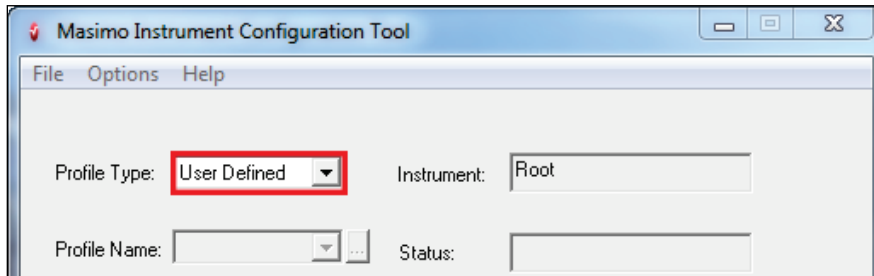 Masimo Instrument Configuration Tool
File Options Help
Profile Type: User Defined Instrument: Root
Profile Name: ... Status: